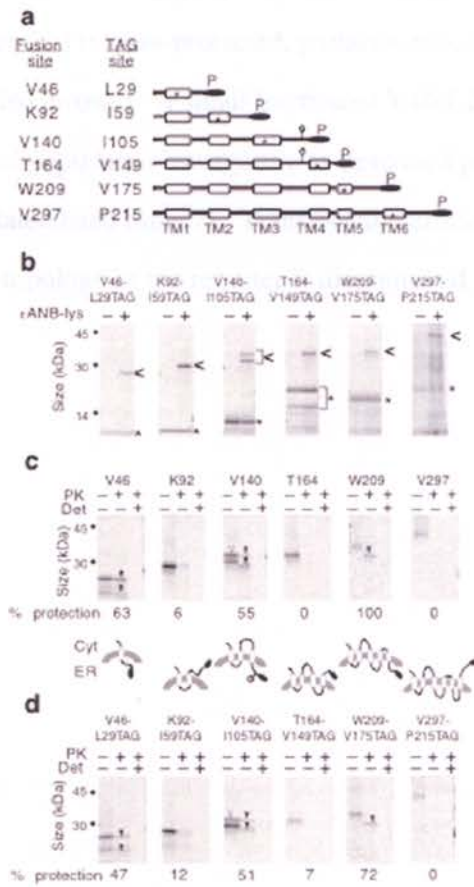 a
Fusion site TAG site
V46 L29 P
K92 I59 P
V140 I105 P
T164 V149 P
W209 V175 P
V297 P215 P
TM1 TM2 TM3 TM4 TM5 TM6
b
V46-L29TAG K92-I59TAG V140-I105TAG T164-V149TAG W209-V175TAG V297-P215TAG
εANB-lys − + − + − + − + − + − +
Size (kDa)
45
30
14
c
V46 K92 V140 T164 W209 V297
PK − + + − + + − + + − + + − + + − + +
Det − − + − − + − − + − − + − − + − − +
Size (kDa)
45
30
% protection 63 6 55 0 100 0
Cyt
ER
d
V46-L29TAG K92-I59TAG V140-I105TAG T164-V149TAG W209-V175TAG V297-P215TAG
PK − + + − + + − + + − + + − + + − + +
Det − − + − − + − − + − − + − − + − − +
Size (kDa)
45
30
% protection 47 12 51 7 72 0